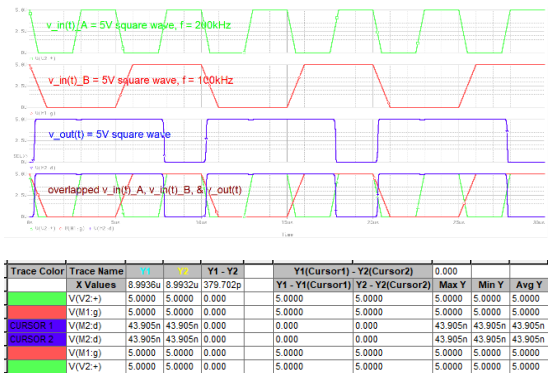 5.0V
v_in(t)_A = 5V square wave, f = 200kHz
2.5V
v_in(t)_B = 5V square wave, f = 100kHz
v_out(t) = 5V square wave
overlapped v_in(t)_A, v_in(t)_B, & v_out(t)
Time
Trace Color Trace Name Y1 Y2 Y1 - Y2 Y1(Cursor1) - Y2(Cursor2) 0.000
X Values 8.9936u 8.9932u 379.702p Y1 - Y1(Cursor1) Y2 - Y2(Cursor2) Max Y Min Y Avg Y
V(V2:+) 5.0000 5.0000 0.000 5.0000 5.0000 5.0000 5.0000 5.0000
V(M1:g) 5.0000 5.0000 0.000 5.0000 5.0000 5.0000 5.0000 5.0000
CURSOR 1 V(M2:d) 43.905n 43.905n 0.000 0.000 0.000 43.905n 43.905n 43.905n
CURSOR 2 V(M2:d) 43.905n 43.905n 0.000 0.000 0.000 43.905n 43.905n 43.905n
V(M1:g) 5.0000 5.0000 0.000 5.0000 5.0000 5.0000 5.0000 5.0000
V(V2:+) 5.0000 5.0000 0.000 5.0000 5.0000 5.0000 5.0000 5.0000